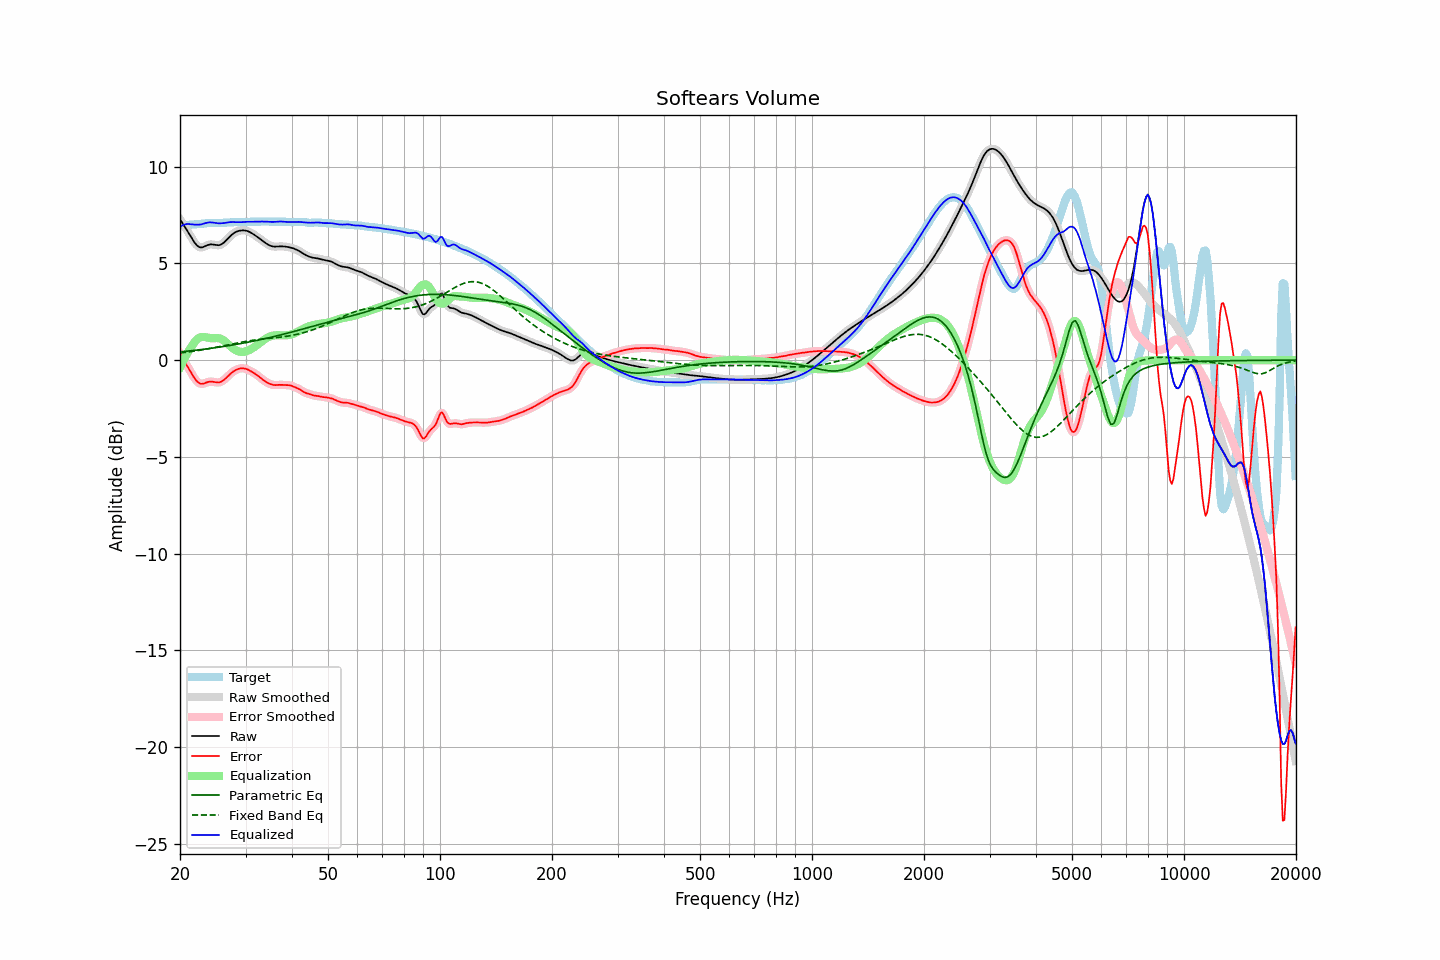 Softears Volume
Amplitude (dBr)
10
5
0
−5
−10
−15
−20
−25
Target
Raw Smoothed
Error Smoothed
Raw
Error
Equalization
Parametric Eq
Fixed Band Eq
Equalized
20 50 100 200 500 1000 2000 5000 10000 20000
Frequency (Hz)